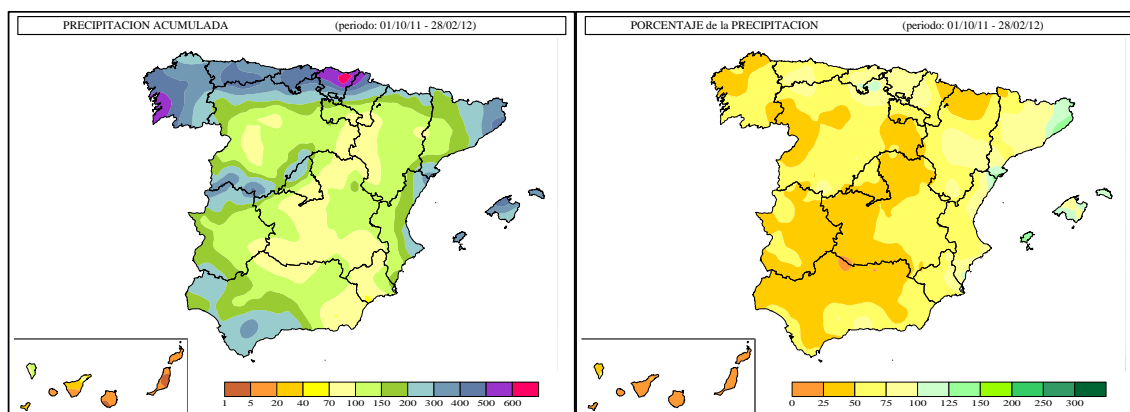 PRECIPITACION ACUMULADA (periodo: 01/10/11 - 28/02/12)
1 5 20 40 70 100 150 200 300 400 500 600
PORCENTAJE de la PRECIPITACION (periodo: 01/10/11 - 28/02/12)
0 25 50 75 100 125 150 200 250 300